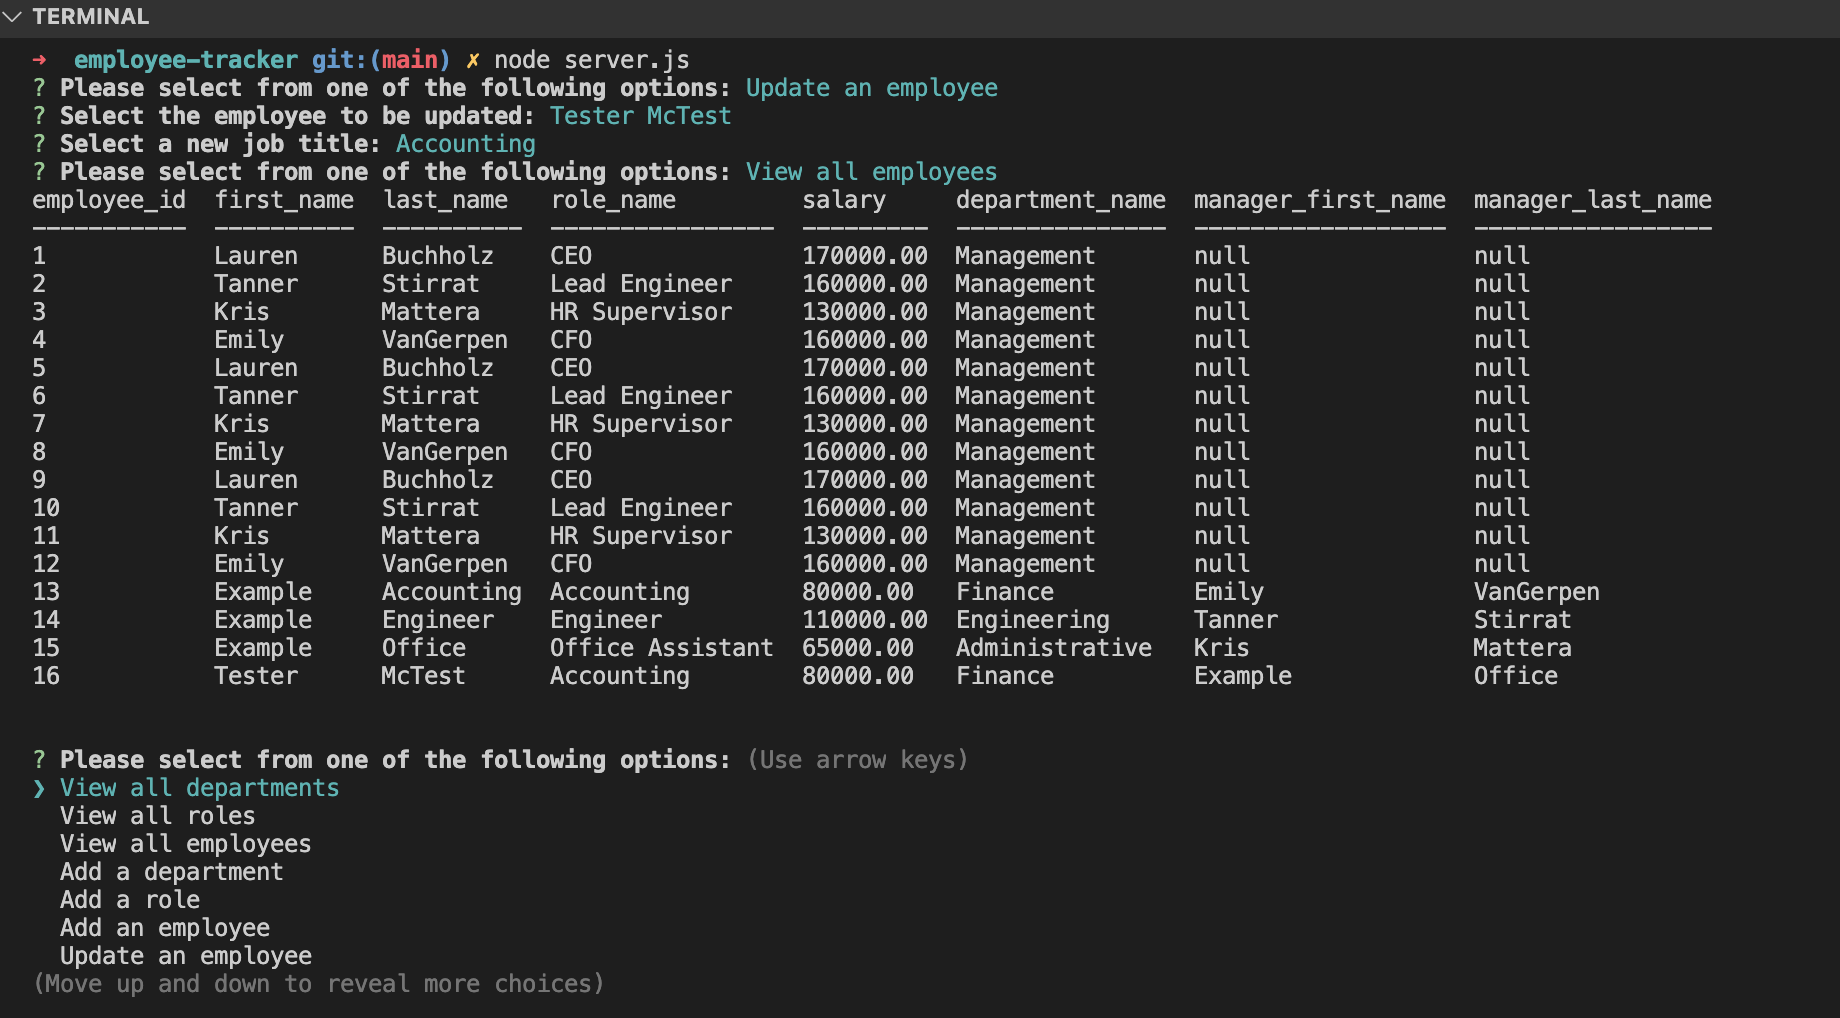 TERMINAL
➜  employee-tracker git:(main) ✗ node server.js
? Please select from one of the following options: Update an employee
? Select the employee to be updated: Tester McTest
? Select a new job title: Accounting
? Please select from one of the following options: View all employees
employee_id  first_name  last_name   role_name         salary     department_name  manager_first_name  manager_last_name
-----------  ----------  ----------  ----------------  ---------  ---------------  ------------------  -----------------
1            Lauren      Buchholz    CEO               170000.00  Management       null                null
2            Tanner      Stirrat     Lead Engineer     160000.00  Management       null                null
3            Kris        Mattera     HR Supervisor     130000.00  Management       null                null
4            Emily       VanGerpen   CFO               160000.00  Management       null                null
5            Lauren      Buchholz    CEO               170000.00  Management       null                null
6            Tanner      Stirrat     Lead Engineer     160000.00  Management       null                null
7            Kris        Mattera     HR Supervisor     130000.00  Management       null                null
8            Emily       VanGerpen   CFO               160000.00  Management       null                null
9            Lauren      Buchholz    CEO               170000.00  Management       null                null
10           Tanner      Stirrat     Lead Engineer     160000.00  Management       null                null
11           Kris        Mattera     HR Supervisor     130000.00  Management       null                null
12           Emily       VanGerpen   CFO               160000.00  Management       null                null
13           Example     Accounting  Accounting        80000.00   Finance          Emily               VanGerpen
14           Example     Engineer    Engineer          110000.00  Engineering      Tanner              Stirrat
15           Example     Office      Office Assistant  65000.00   Administrative   Kris                Mattera
16           Tester      McTest      Accounting        80000.00   Finance          Example             Office
? Please select from one of the following options: (Use arrow keys)
❯ View all departments
  View all roles
  View all employees
  Add a department
  Add a role
  Add an employee
  Update an employee
(Move up and down to reveal more choices)